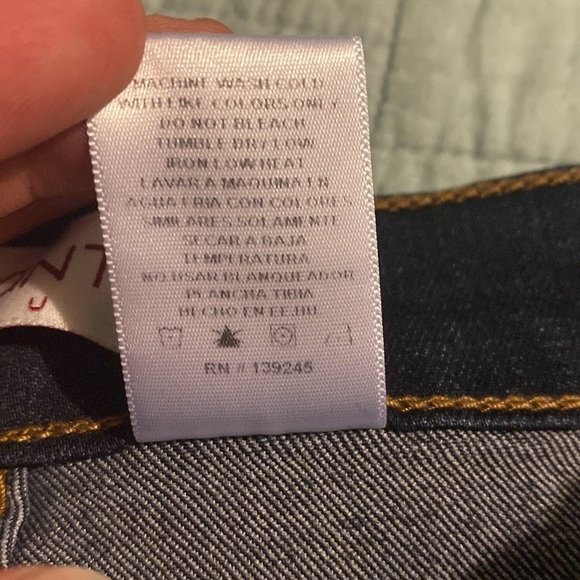 MACHINE WASH COLD
WITH LIKE COLORS ONLY
DO NOT BLEACH
TUMBLE DRY LOW
IRON LOW HEAT
LAVAR A MAQUINA EN
AGUA FRIA CON COLORES
SIMILARES SOLAMENTE
SECAR A BAJA
TEMPERATURA
NO USAR BLANQUEADOR
PLANCHA TIBIA
HECHO EN EE.UU
RN # 139245